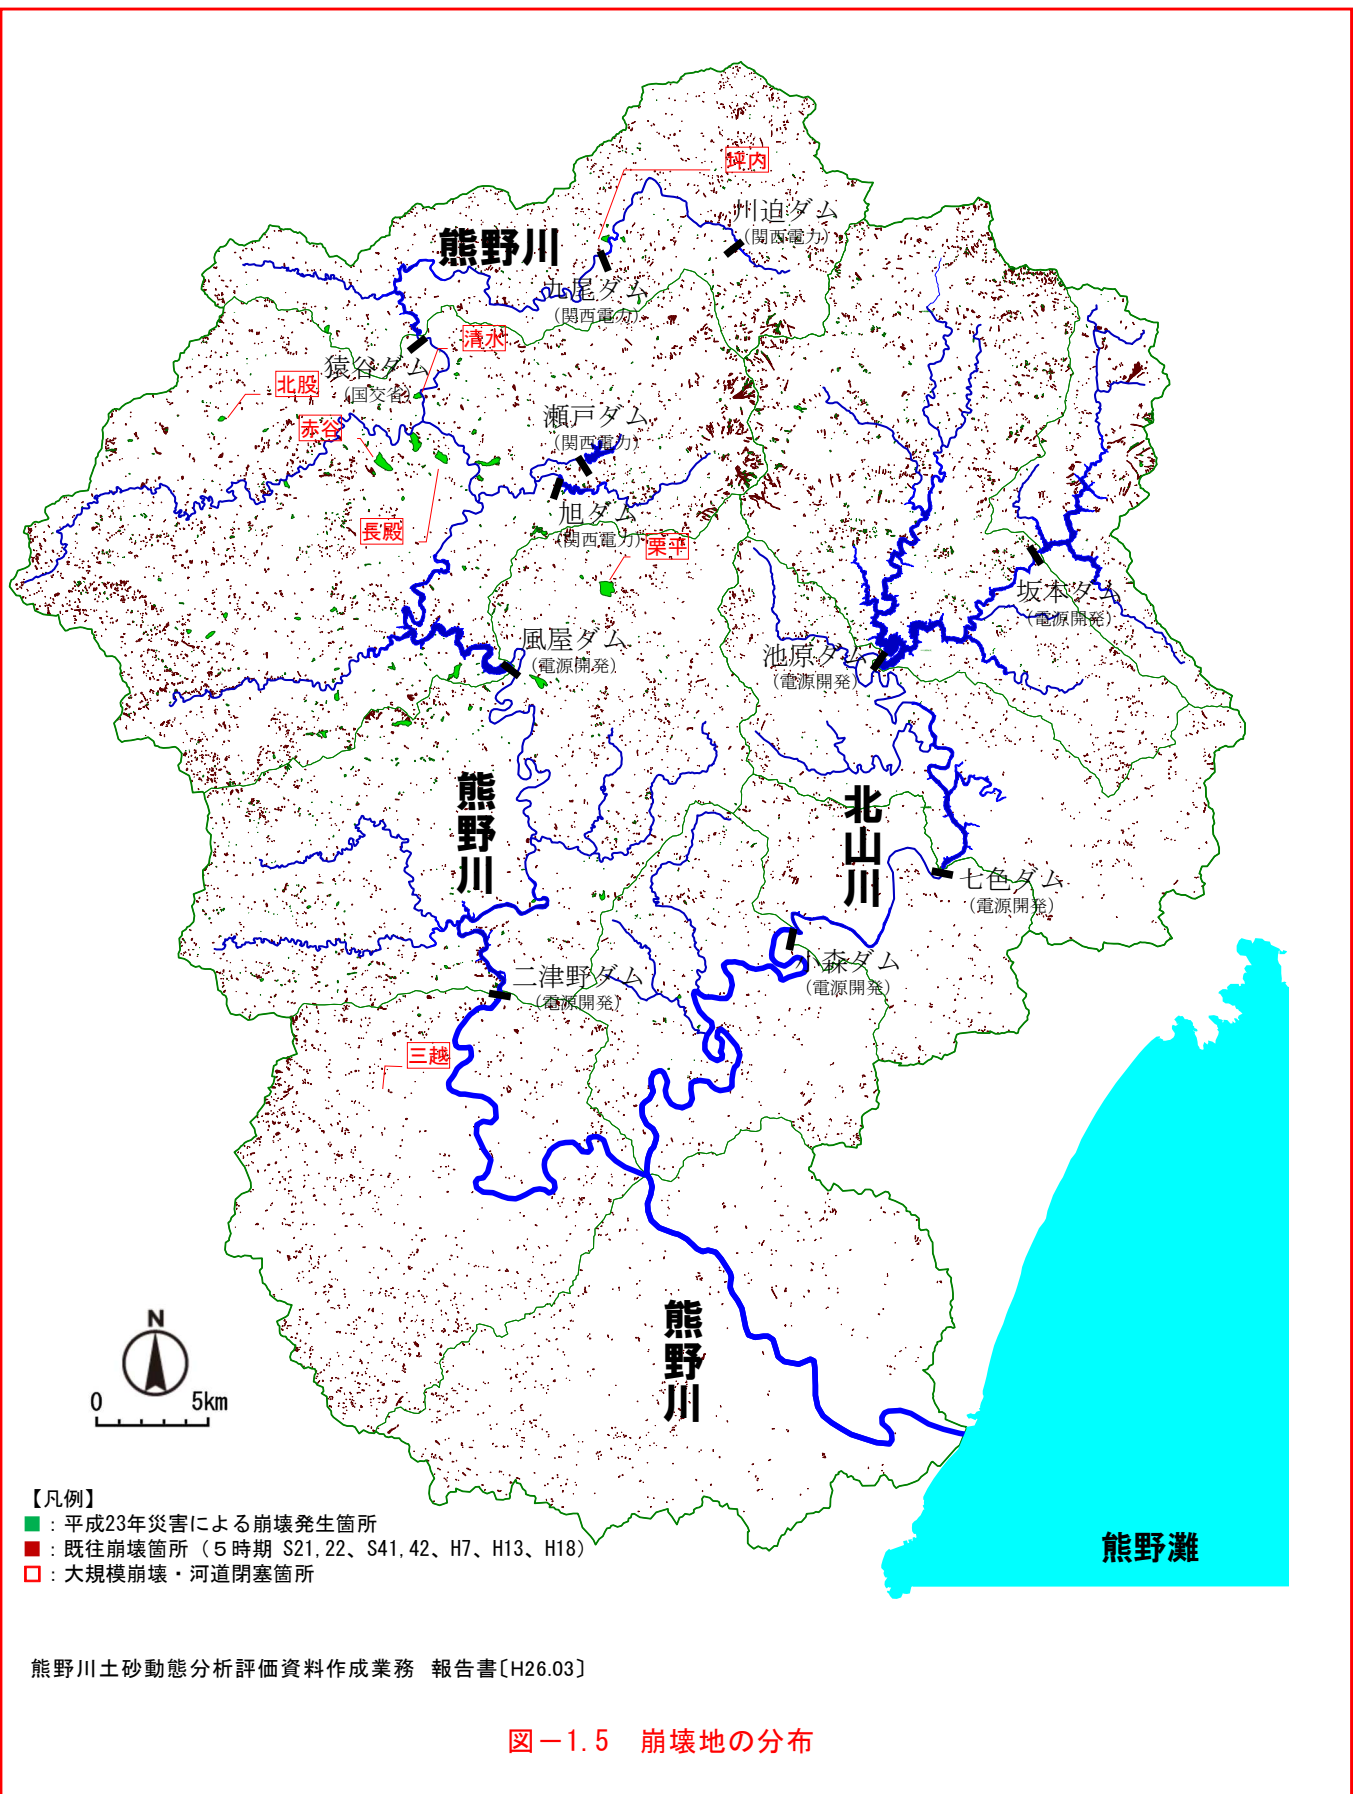 坪内
川迫ダム
(関西電力)
熊野川
九尾ダム
(関西電力)
清水
猿谷ダム
(国交省)
北股
瀬戸ダム
(関西電力)
赤谷
旭ダム
(関西電力)
長殿
栗平
坂本ダム
(電源開発)
風屋ダム
(電源開発)
池原ダム
(電源開発)
熊野川
北山川
七色ダム
(電源開発)
小森ダム
(電源開発)
二津野ダム
(電源開発)
三越
熊野川
N
0 5km
【凡例】
■：平成23年災害による崩壊発生箇所
■：既往崩壊箇所（５時期 S21,22、S41,42、H7、H13、H18）
□：大規模崩壊・河道閉塞箇所
熊野灘
熊野川土砂動態分析評価資料作成業務 報告書〔H26.03〕
図－1.5 崩壊地の分布